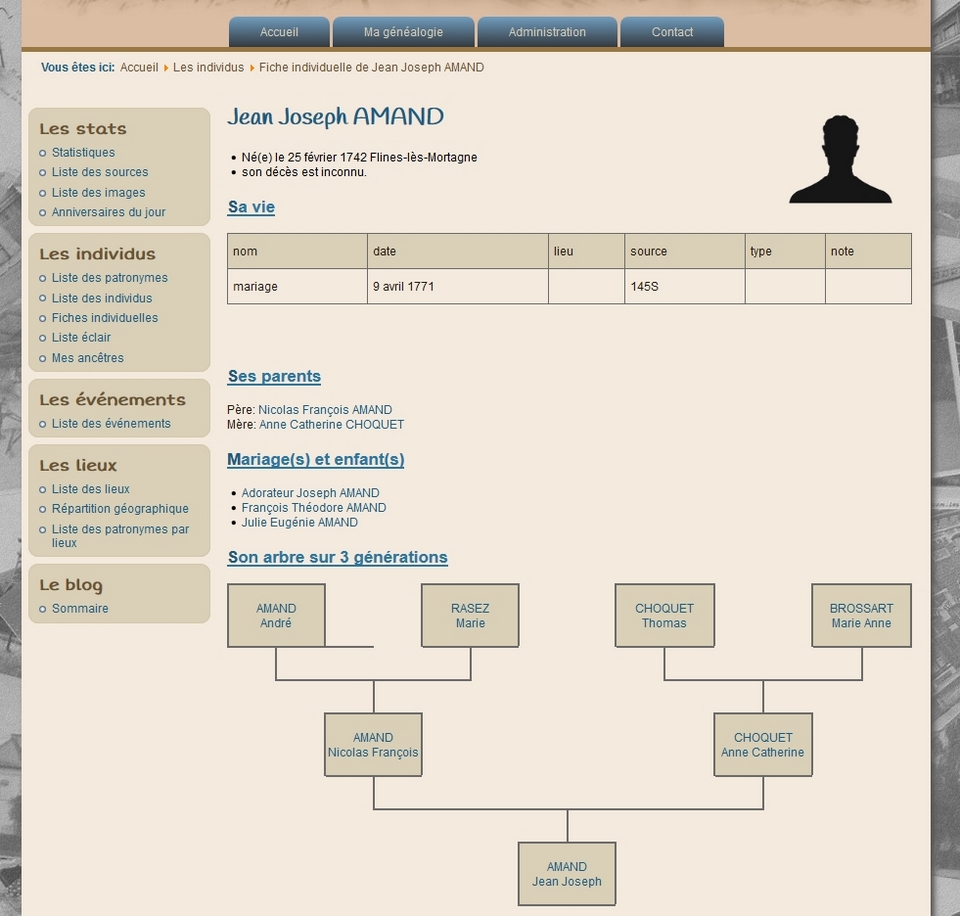 Accueil
Ma généalogie
Administration
Contact
Vous êtes ici: Accueil Les individus Fiche individuelle de Jean Joseph AMAND
Les stats
Statistiques
Liste des sources
Liste des images
Anniversaires du jour
Les individus
Liste des patronymes
Liste des individus
Fiches individuelles
Liste éclair
Mes ancêtres
Les événements
Liste des événements
Les lieux
Liste des lieux
Répartition géographique
Liste des patronymes par
lieux
Le blog
Sommaire
Jean Joseph AMAND
Né(e) le 25 février 1742 Flines-lès-Mortagne
son décès est inconnu.
Sa vie
nom date lieu source type note
mariage 9 avril 1771 145S
Ses parents
Père: Nicolas François AMAND
Mère: Anne Catherine CHOQUET
Mariage(s) et enfant(s)
Adorateur Joseph AMAND
François Théodore AMAND
Julie Eugénie AMAND
Son arbre sur 3 générations
AMAND
André
RASEZ
Marie
CHOQUET
Thomas
BROSSART
Marie Anne
AMAND
Nicolas François
CHOQUET
Anne Catherine
AMAND
Jean Joseph